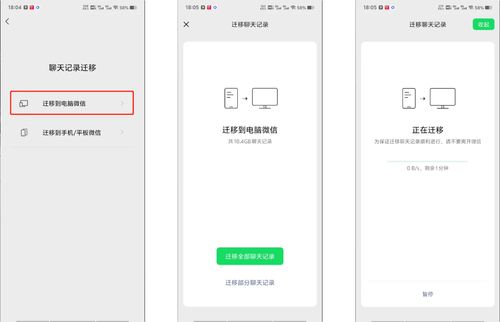 18:04
58%
聊天记录迁移
迁移到电脑微信
迁移到手机/平板微信
18:05
58%
迁移聊天记录
迁移到电脑微信
共10.4GB聊天记录
迁移全部聊天记录
迁移部分聊天记录
18:05
58%
迁移聊天记录
收起
正在迁移
为保证迁移聊天记录顺利进行，请不要离开微信
0 B/s，剩余1分钟
暂停